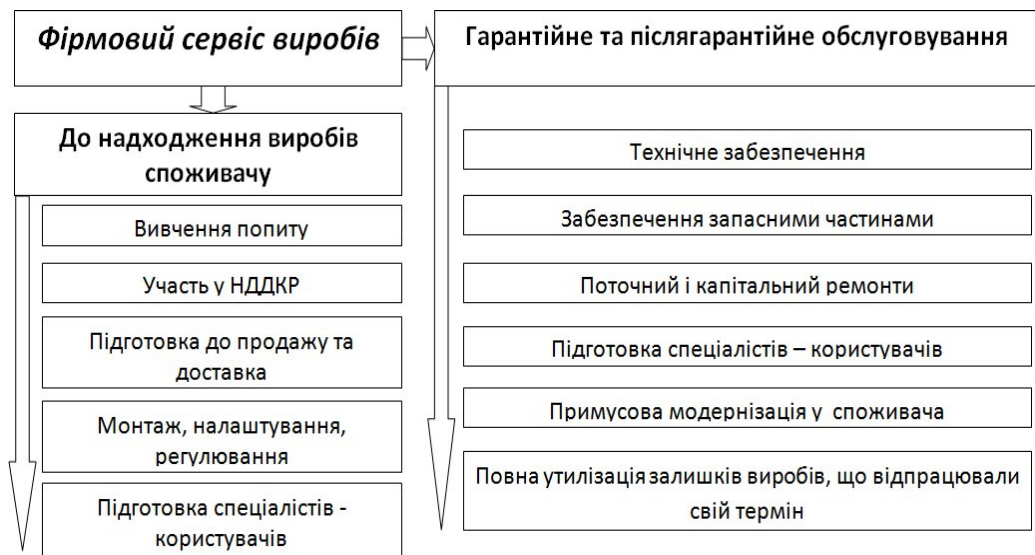 Фірмовий сервіс виробів
Гарантійне та післягарантійне обслуговування
До надходження виробів
споживачу
Вивчення попиту
Участь у НДДКР
Підготовка до продажу та
доставка
Монтаж, налаштування,
регулювання
Підготовка спеціалістів -
користувачів
Технічне забезпечення
Забезпечення запасними частинами
Поточний і капітальний ремонти
Підготовка спеціалістів – користувачів
Примусова модернізація у споживача
Повна утилізація залишків виробів, що відпрацювали
свій термін